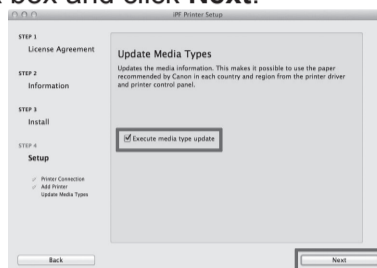 box and click Next.
iPF Printer Setup
STEP 1
License Agreement
STEP 2
Information
STEP 3
Install
STEP 4
Setup
Printer Connection
Add Printer
Update Media Types
Update Media Types
Updates the media information. This makes it possible to use the paper
recommended by Canon in each country and region from the printer driver
and printer control panel.
Execute media type update
Back
Next